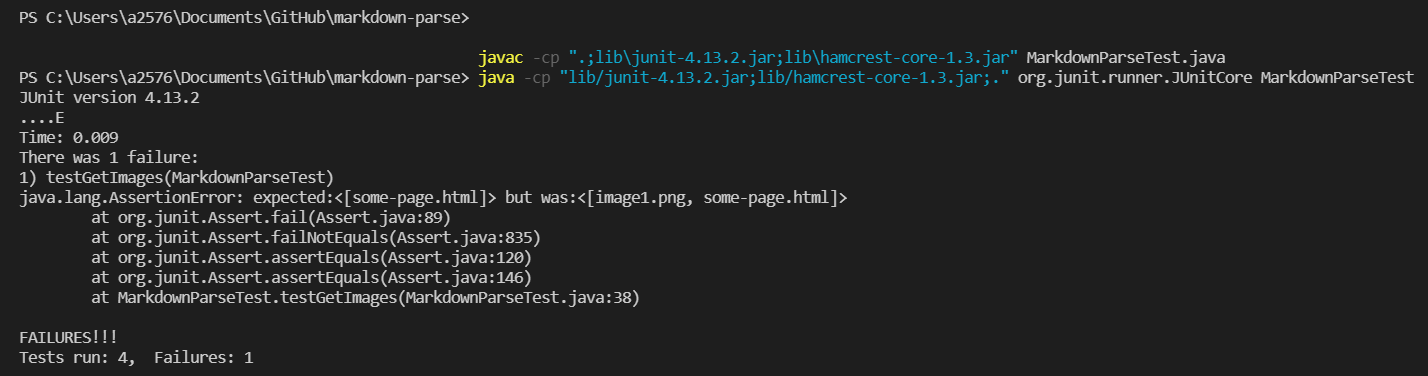 PS C:\Users\a2576\Documents\GitHub\markdown-parse>
javac -cp ".;lib\junit-4.13.2.jar;lib\hamcrest-core-1.3.jar" MarkdownParseTest.java
PS C:\Users\a2576\Documents\GitHub\markdown-parse> java -cp "lib/junit-4.13.2.jar;lib/hamcrest-core-1.3.jar;." org.junit.runner.JUnitCore MarkdownParseTest
JUnit version 4.13.2
....E
Time: 0.009
There was 1 failure:
1) testGetImages(MarkdownParseTest)
java.lang.AssertionError: expected:<[some-page.html]> but was:<[image1.png, some-page.html]>
at org.junit.Assert.fail(Assert.java:89)
at org.junit.Assert.failNotEquals(Assert.java:835)
at org.junit.Assert.assertEquals(Assert.java:120)
at org.junit.Assert.assertEquals(Assert.java:146)
at MarkdownParseTest.testGetImages(MarkdownParseTest.java:38)
FAILURES!!!
Tests run: 4,  Failures: 1